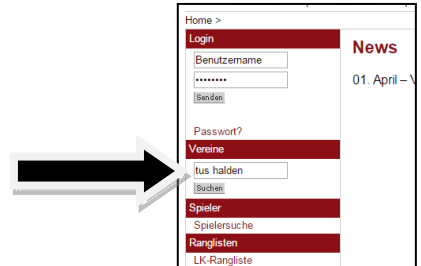 Home >
Login
Benutzername
••••••••
Senden
Passwort?
Vereine
tus halden
Suchen
Spieler
Spielersuche
Ranglisten
LK-Rangliste
News
01. April –